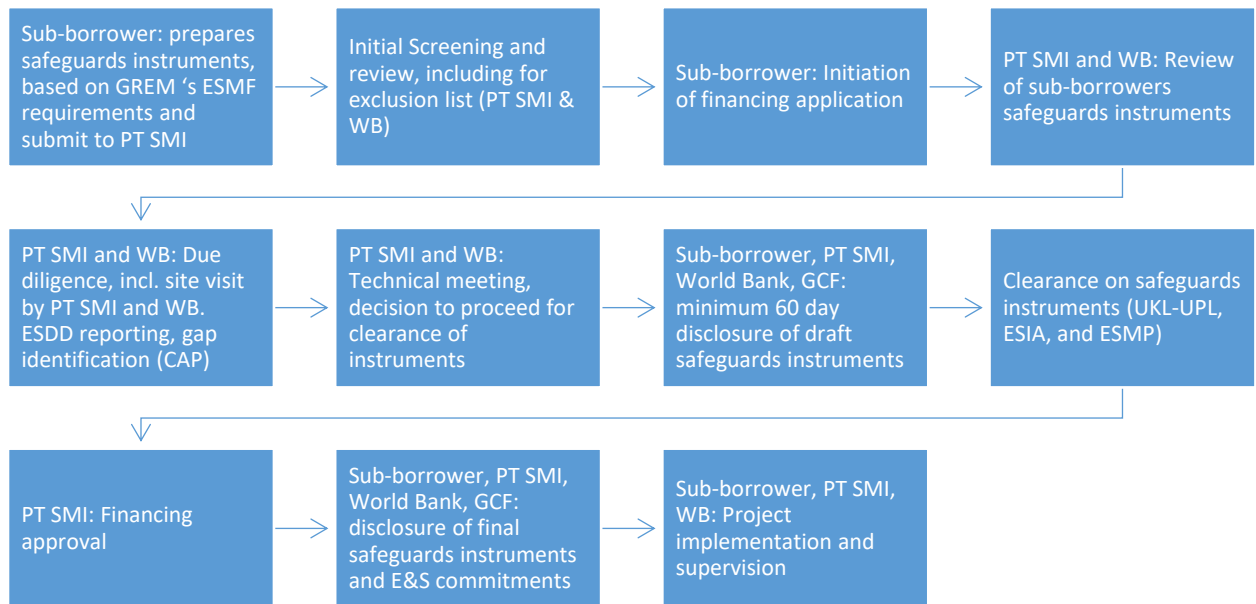 Sub-borrower: prepares
safeguards instruments,
based on GREM ‘s ESMF
requirements and
submit to PT SMI
Initial Screening and
review, including for
exclusion list (PT SMI &
WB)
Sub-borrower: Initiation
of financing application
PT SMI and WB: Review
of sub-borrowers
safeguards instruments
PT SMI and WB: Due
diligence, incl. site visit
by PT SMI and WB.
ESDD reporting, gap
identification (CAP)
PT SMI and WB:
Technical meeting,
decision to proceed for
clearance of
instruments
Sub-borrower, PT SMI,
World Bank, GCF:
minimum 60 day
disclosure of draft
safeguards instruments
Clearance on safeguards
instruments (UKL-UPL,
ESIA, and ESMP)
PT SMI: Financing
approval
Sub-borrower, PT SMI,
World Bank, GCF:
disclosure of final
safeguards instruments
and E&S commitments
Sub-borrower, PT SMI,
WB: Project
implementation and
supervision